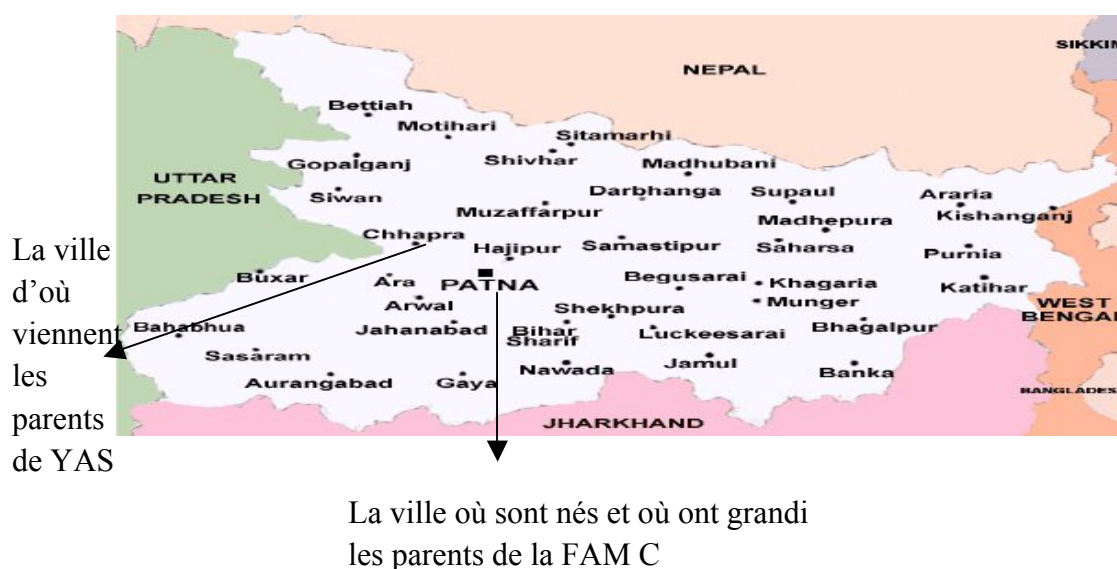 SIKKIM
NEPAL
Bettiah
Motihari
Sitamarhi
Gopalganj
Shivhar
Madhubani
UTTAR
PRADESH
Siwan
Darbhanga
Supaul
Araria
Muzaffarpur
Kishanganj
Madhepura
Chhapra
Hajipur
Samastipur
Saharsa
Purnia
Buxar
Ara
PATNA
Begusarai
Khagaria
Katihar
Arwal
Munger
WEST
BENGAL
Shekhpura
Bahabhua
Jahanabad
Bihar
Sharif
Luckeesarai
Bhagalpur
Sasaram
Nawada
Jamul
Banka
Aurangabad
Gaya
BANGLADES
JHARKHAND
La ville
d’où
viennent
les
parents
de YAS
La ville où sont nés et où ont grandi
les parents de la FAM C